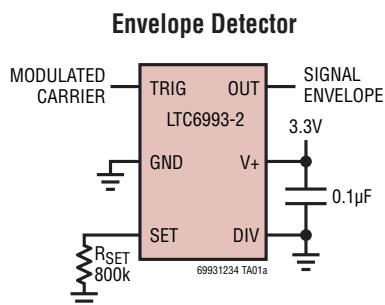 Envelope Detector
MODULATED
CARRIER
TRIG
OUT
SIGNAL
ENVELOPE
LTC6993-2
3.3V
GND
V+
0.1µF
SET
DIV
RSET
800k
69931234 TA01a